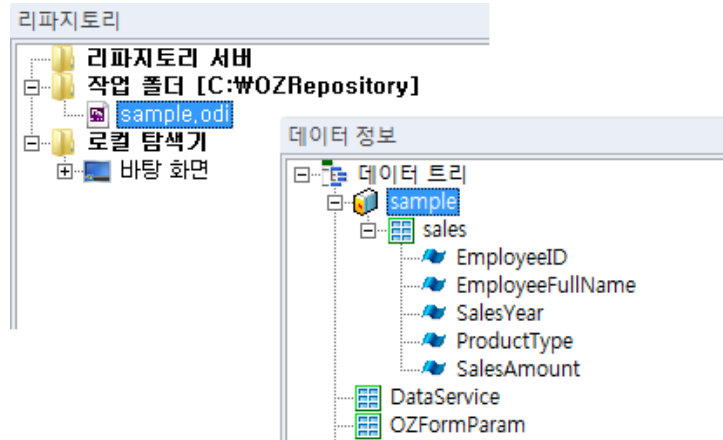 리파지토리
리파지토리 서버
작업 폴더 [C:₩OZRepository]
sample.odi
로컬 탐색기
바탕 화면
데이터 정보
데이터 트리
sample
sales
EmployeeID
EmployeeFullName
SalesYear
ProductType
SalesAmount
DataService
OZFormParam